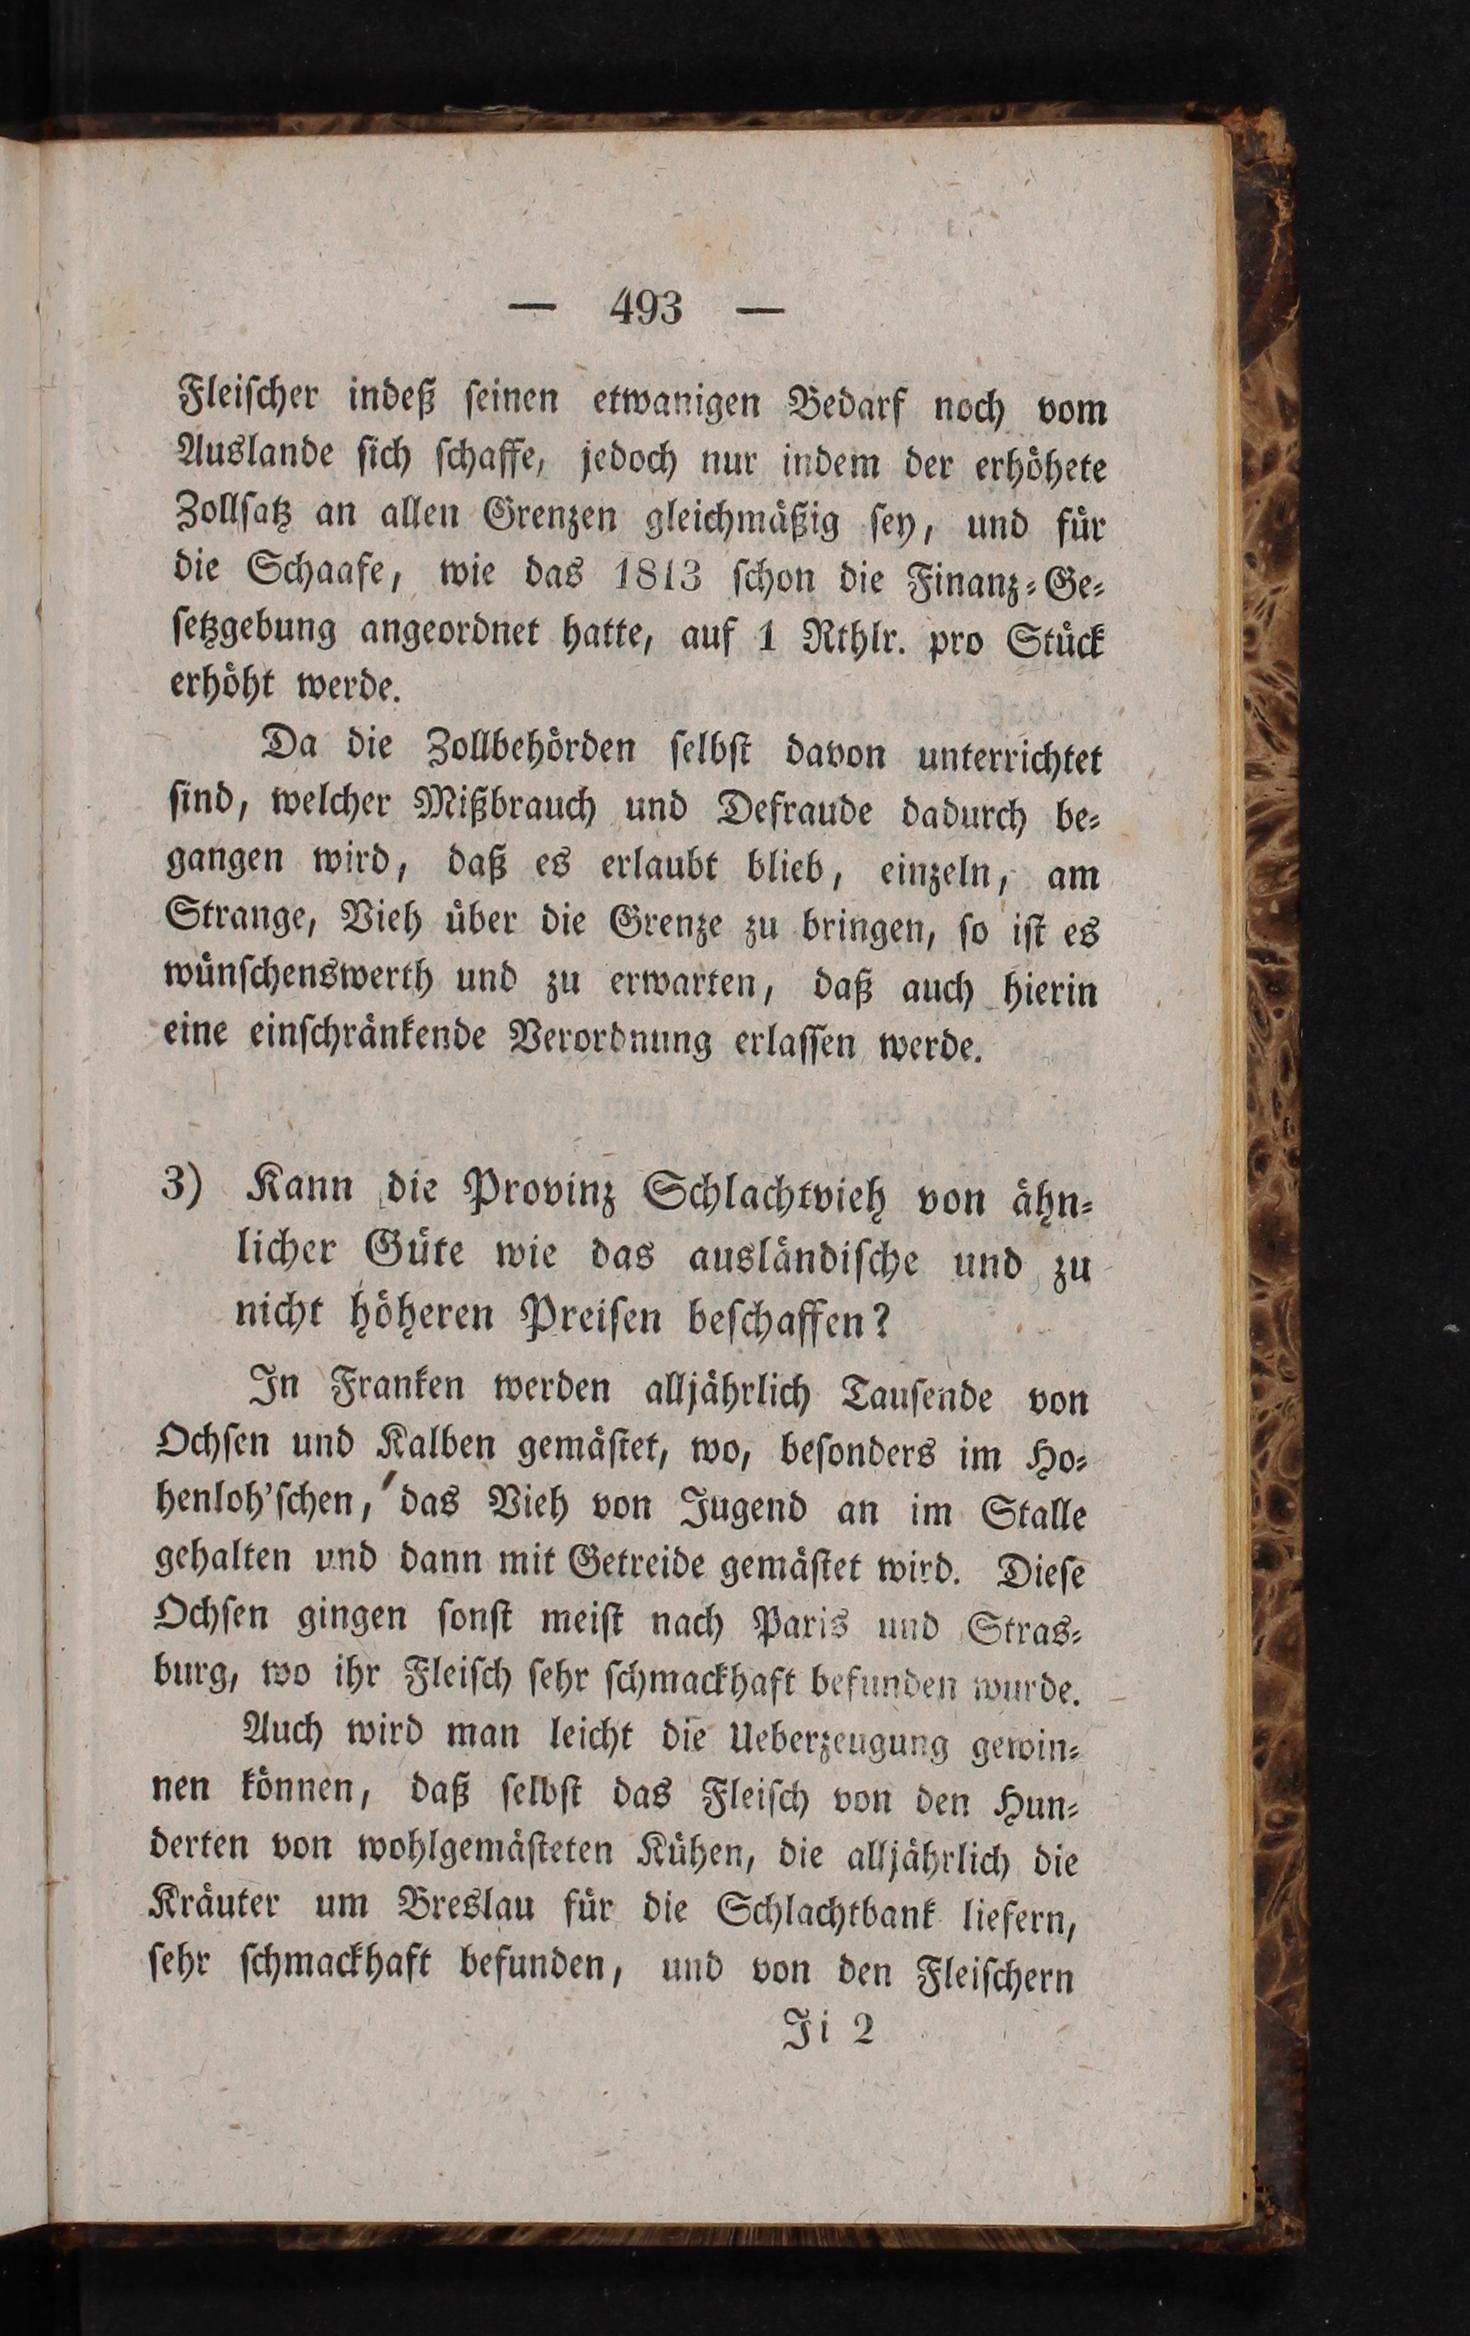 — 493 —
Fleiſcher indeß ſeinen etwanigen Bedarf noch vom
Auslande ſich ſchaffe, jedoch nur indem der erhöhete
Zollſatz an allen Grenzen gleichmäßig ſey, und für
die Schaafe, wie das 1813 ſchon die Finanz-Ge-
ſetzgebung angeordnet hatte, auf 1 Rthlr. pro Stück
erhöht werde.
Da die Zollbehörden ſelbſt davon unterrichtet
ſind, welcher Mißbrauch und Defraude dadurch be-
gangen wird, daß es erlaubt blieb, einzeln, am
Strange, Vieh über die Grenze zu bringen, ſo iſt es
wünſchenswerth und zu erwarten, daß auch hierin
eine einſchränkende Verordnung erlaſſen werde.
3) Kann die Provinz Schlachtvieh von ähn-
licher Güte wie das ausländiſche und zu
nicht höheren Preiſen beſchaffen?
In Franken werden alljährlich Tauſende von
Ochſen und Kalben gemäſtet, wo, beſonders im Ho-
henloh'ſchen, das Vieh von Jugend an im Stalle
gehalten und dann mit Getreide gemäſtet wird. Dieſe
Ochſen gingen ſonſt meiſt nach Paris und Stras-
burg, wo ihr Fleiſch ſehr ſchmackhaft befunden wurde.
Auch wird man leicht die Ueberzeugung gewin-
nen können, daß ſelbſt das Fleiſch von den Hun-
derten von wohlgemäſteten Kühen, die alljährlich die
Kräuter um Breslau für die Schlachtbank liefern,
ſehr ſchmackhaft befunden, und von den Fleiſchern
Ji 2